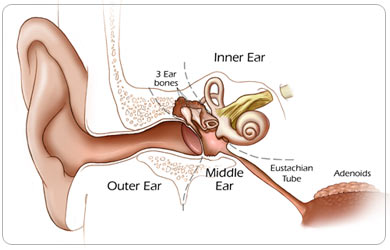 Inner Ear
3 Ear
bones
Outer Ear
Middle
Ear
Eustachian
Tube
Adenoids